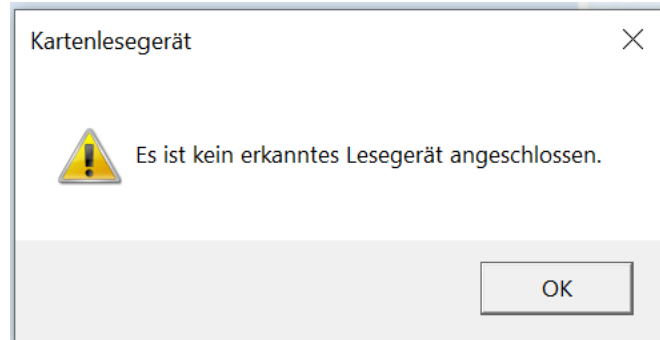 Kartenlesegerät
Es ist kein erkanntes Lesegerät angeschlossen.
OK